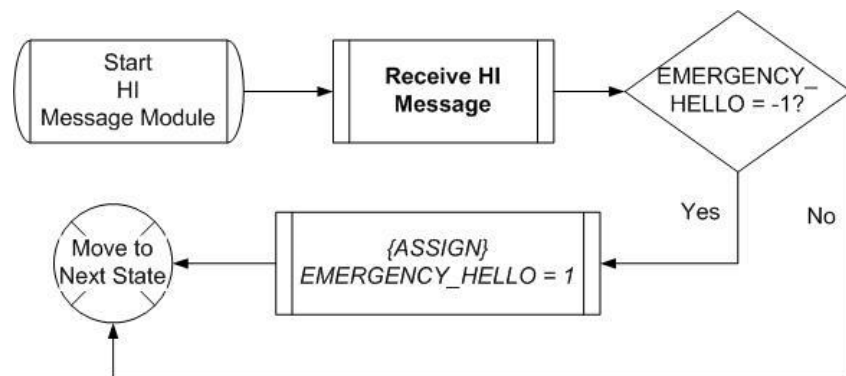 Start
HI
Message Module
Receive HI
Message
EMERGENCY_
HELLO = -1?
Yes
No
{ASSIGN}
EMERGENCY_HELLO = 1
Move to
Next State